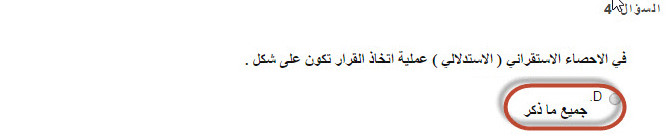 السؤال 4
في الاحصاء الاستقرائي ( الاستدلالي ) عملية اتخاذ القرار تكون على شكل .
D.
جميع ما ذكر